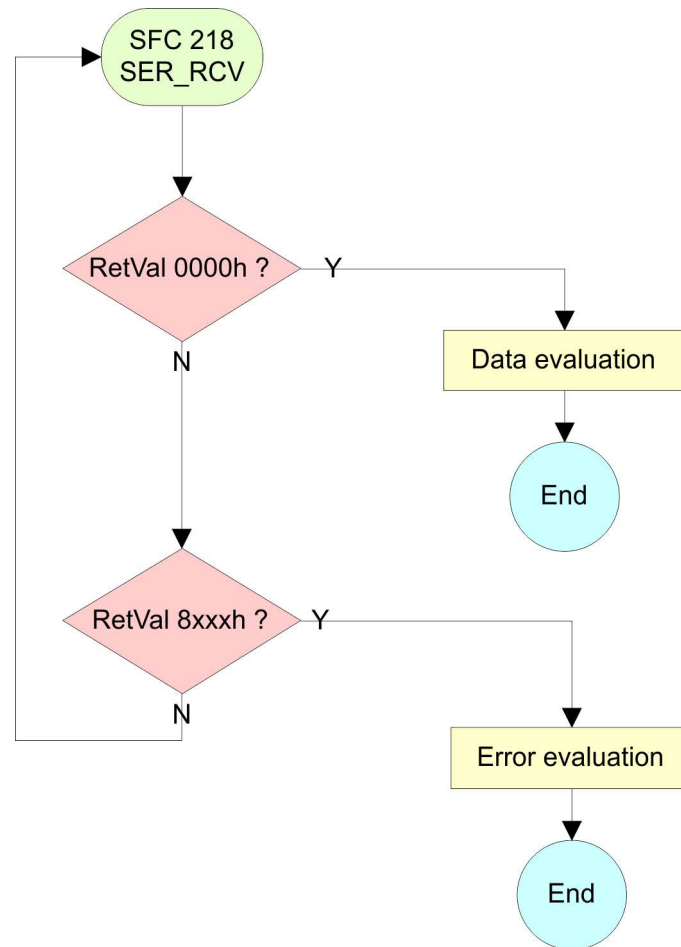 SFC 218
SER_RCV
RetVal 0000h ?
Y
N
Data evaluation
End
RetVal 8xxxh ?
Y
N
Error evaluation
End